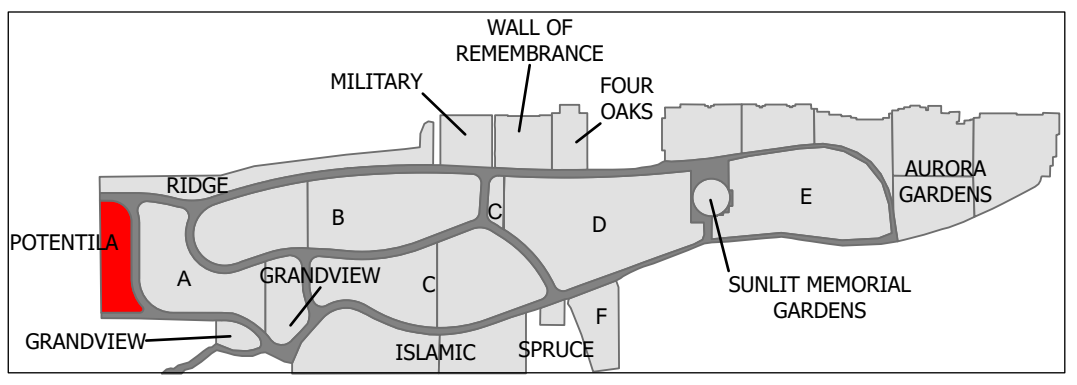 WALL OF
REMEMBRANCE
MILITARY
FOUR
OAKS
RIDGE
AURORA
GARDENS
B
C
D
E
POTENTILA
A
GRANDVIEW
C
SUNLIT MEMORIAL
GARDENS
F
GRANDVIEW
ISLAMIC
SPRUCE